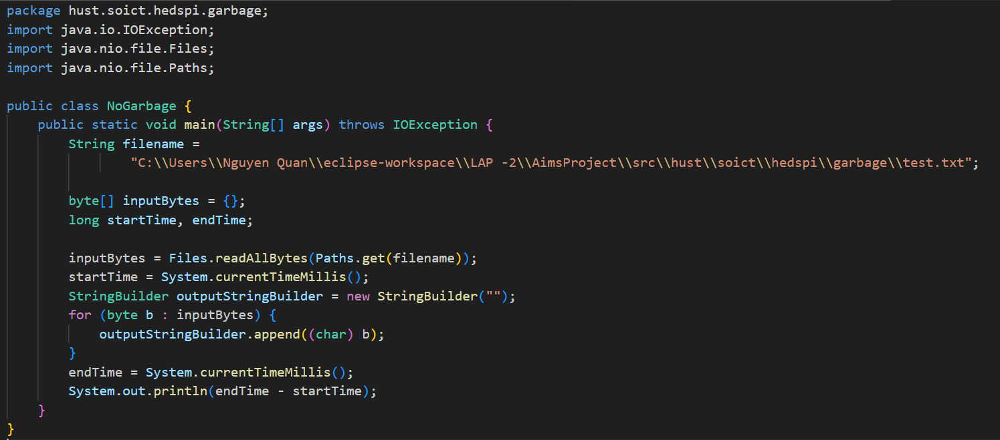 package hust.soict.hedspi.garbage;
import java.io.IOException;
import java.nio.file.Files;
import java.nio.file.Paths;

public class NoGarbage {
    public static void main(String[] args) throws IOException {
        String filename =
                "C:\\Users\\Nguyen Quan\\eclipse-workspace\\LAP -2\\AimsProject\\src\\hust\\soict\\hedspi\\garbage\\test.txt";

        byte[] inputBytes = {};
        long startTime, endTime;

        inputBytes = Files.readAllBytes(Paths.get(filename));
        startTime = System.currentTimeMillis();
        StringBuilder outputStringBuilder = new StringBuilder("");
        for (byte b : inputBytes) {
            outputStringBuilder.append((char) b);
        }
        endTime = System.currentTimeMillis();
        System.out.println(endTime - startTime);
    }
}